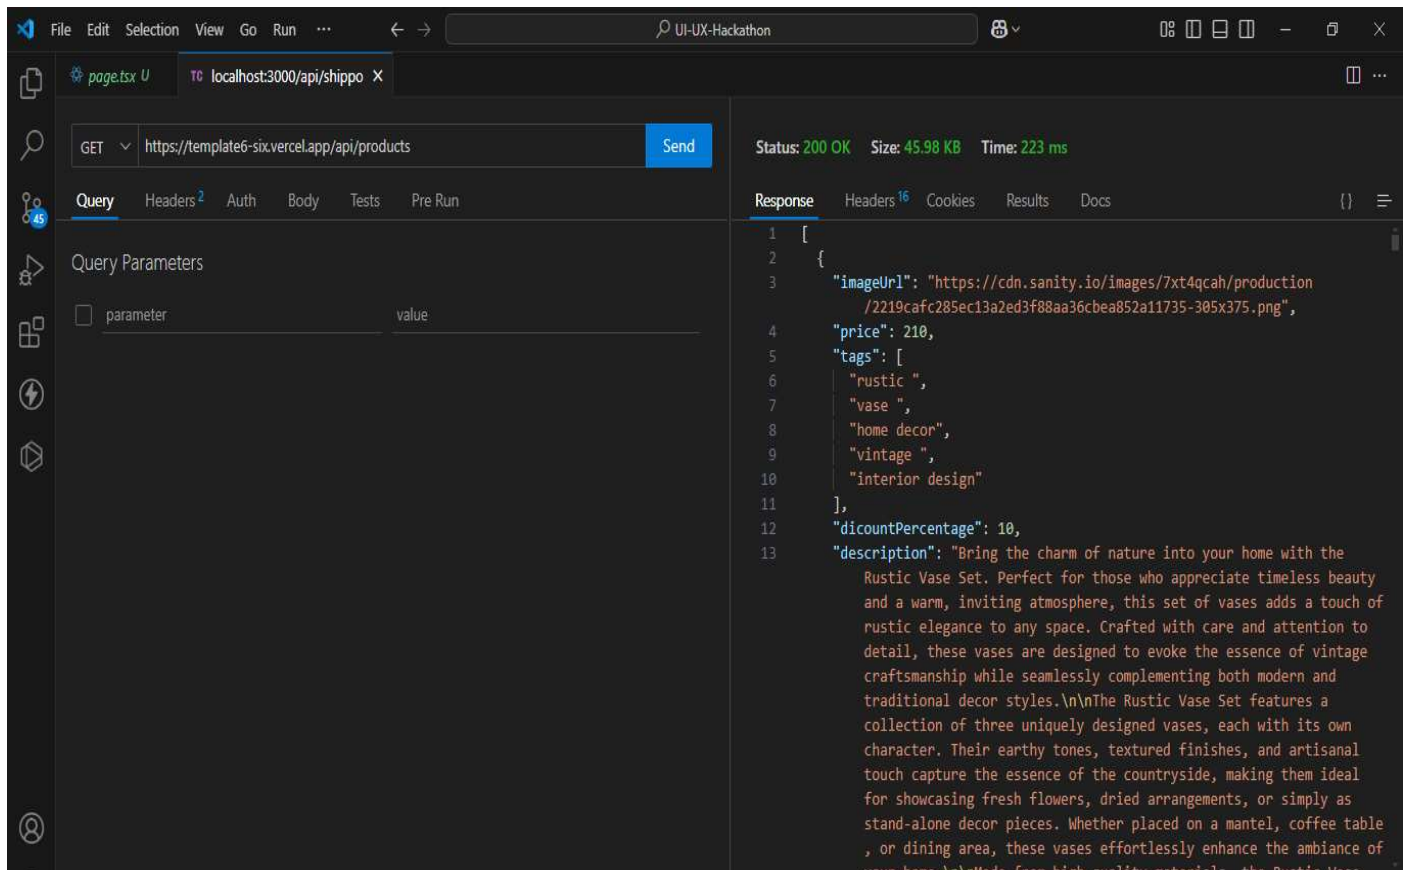 File Edit Selection View Go Run ··· ← → UI-UX-Hackathon
page.tsx U TC localhost:3000/api/shippo X
GET https://template6-six.vercel.app/api/products Send
Query Headers 2 Auth Body Tests Pre Run
45
Query Parameters
parameter value
Status: 200 OK Size: 45.98 KB Time: 223 ms
Response Headers 16 Cookies Results Docs {}
1 [
2 {
3 "imageUrl": "https://cdn.sanity.io/images/7xt4qcah/production
/2219cafc285ec13a2ed3f88aa36cbea852a11735-305x375.png",
4 "price": 210,
5 "tags": [
6 "rustic ",
7 "vase ",
8 "home decor",
9 "vintage ",
10 "interior design"
11 ],
12 "dicountPercentage": 10,
13 "description": "Bring the charm of nature into your home with the
Rustic Vase Set. Perfect for those who appreciate timeless beauty
and a warm, inviting atmosphere, this set of vases adds a touch of
rustic elegance to any space. Crafted with care and attention to
detail, these vases are designed to evoke the essence of vintage
craftsmanship while seamlessly complementing both modern and
traditional decor styles.\n\nThe Rustic Vase Set features a
collection of three uniquely designed vases, each with its own
character. Their earthy tones, textured finishes, and artisanal
touch capture the essence of the countryside, making them ideal
for showcasing fresh flowers, dried arrangements, or simply as
stand-alone decor pieces. Whether placed on a mantel, coffee table
, or dining area, these vases effortlessly enhance the ambiance of